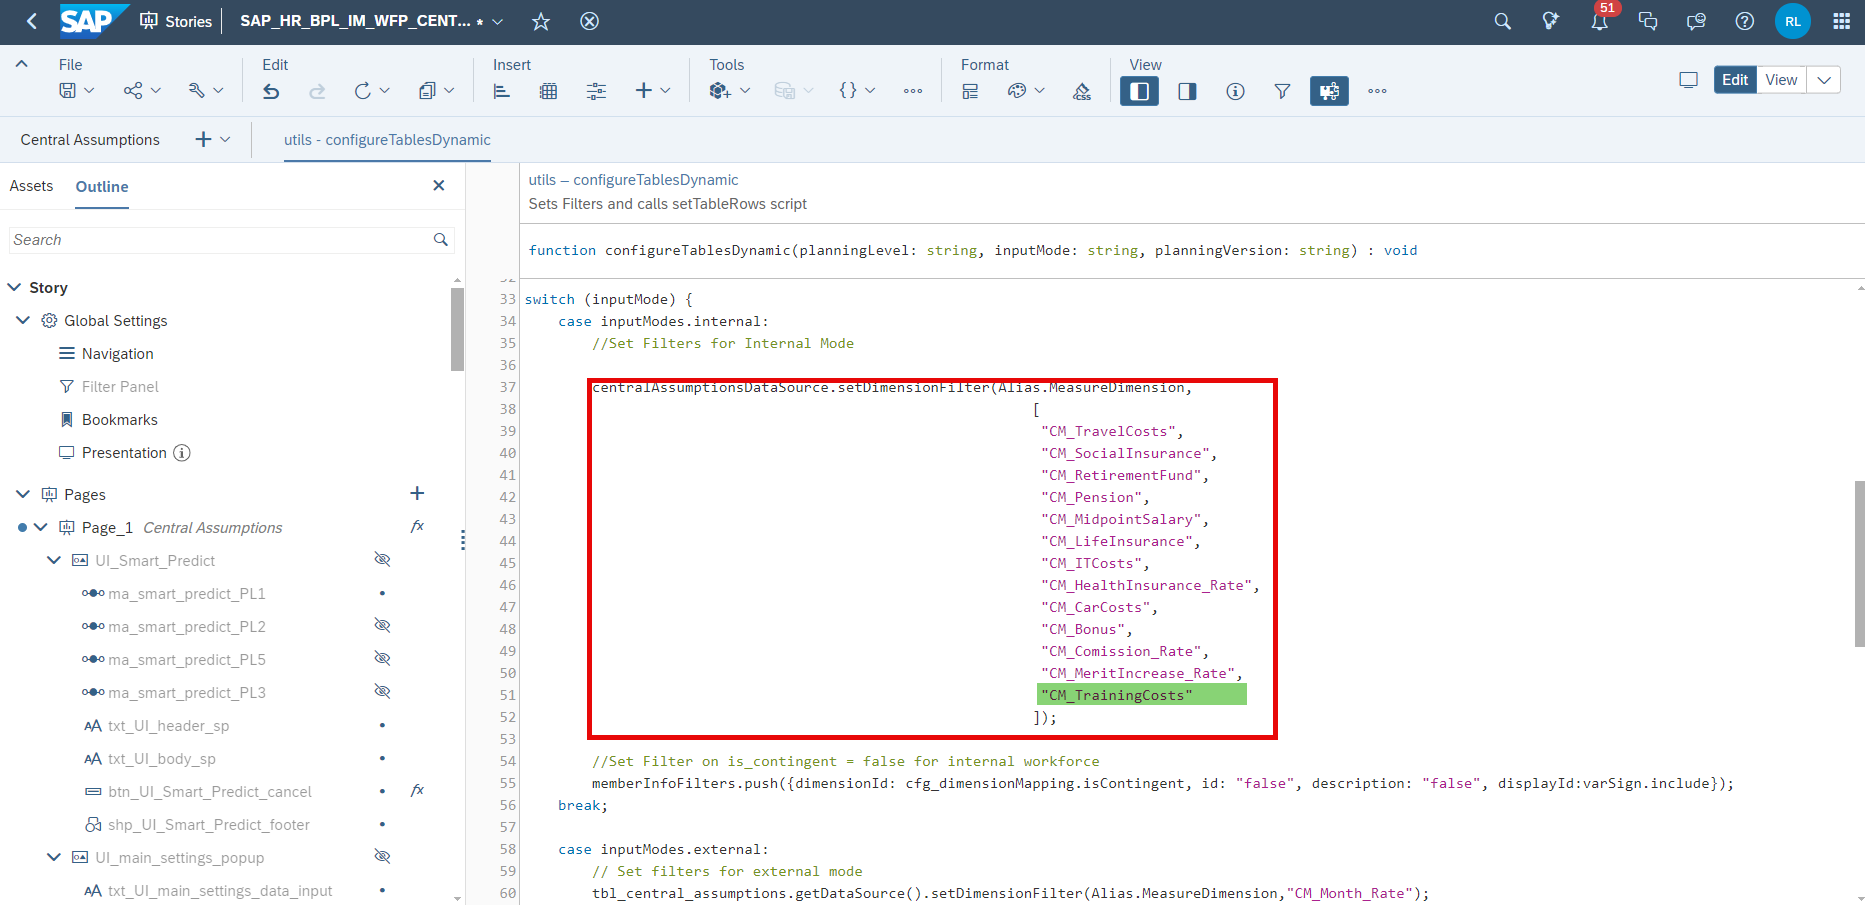 SAP Stories SAP_HR_BPL_IM_WFP_CENT... * 51 RL
File Edit Insert Tools Format View
CSS Edit View
Central Assumptions utils - configureTablesDynamic
Assets Outline
Search
Story
Global Settings
Navigation
Filter Panel
Bookmarks
Presentation
Pages
Page_1 Central Assumptions fx
UI_Smart_Predict
ma_smart_predict_PL1
ma_smart_predict_PL2
ma_smart_predict_PL5
ma_smart_predict_PL3
AA txt_UI_header_sp
AA txt_UI_body_sp
btn_UI_Smart_Predict_cancel fx
shp_UI_Smart_Predict_footer
UI_main_settings_popup
AA txt_UI_main_settings_data_input
utils – configureTablesDynamic
Sets Filters and calls setTableRows script
function configureTablesDynamic(planningLevel: string, inputMode: string, planningVersion: string) : void
32
33 switch (inputMode) {
34 case inputModes.internal:
35 //Set Filters for Internal Mode
36
37 centralAssumptionsDataSource.setDimensionFilter(Alias.MeasureDimension,
38 [
39 "CM_TravelCosts",
40 "CM_SocialInsurance",
41 "CM_RetirementFund",
42 "CM_Pension",
43 "CM_MidpointSalary",
44 "CM_LifeInsurance",
45 "CM_ITCosts",
46 "CM_HealthInsurance_Rate",
47 "CM_CarCosts",
48 "CM_Bonus",
49 "CM_Comission_Rate",
50 "CM_MeritIncrease_Rate",
51 "CM_TrainingCosts"
52 ]);
53
54 //Set Filter on is_contingent = false for internal workforce
55 memberInfoFilters.push({dimensionId: cfg_dimensionMapping.isContingent, id: "false", description: "false", displayId:varSign.include});
56 break;
57
58 case inputModes.external:
59 // Set filters for external mode
60 tbl_central_assumptions.getDataSource().setDimensionFilter(Alias.MeasureDimension,"CM_Month_Rate");